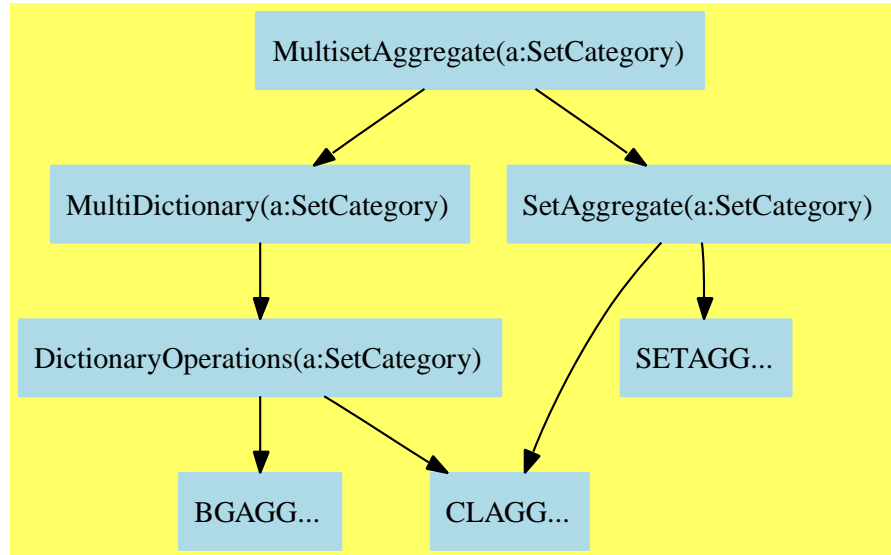 MultisetAggregate(a:SetCategory)
MultiDictionary(a:SetCategory)
SetAggregate(a:SetCategory)
DictionaryOperations(a:SetCategory)
SETAGG...
BGAGG...
CLAGG...